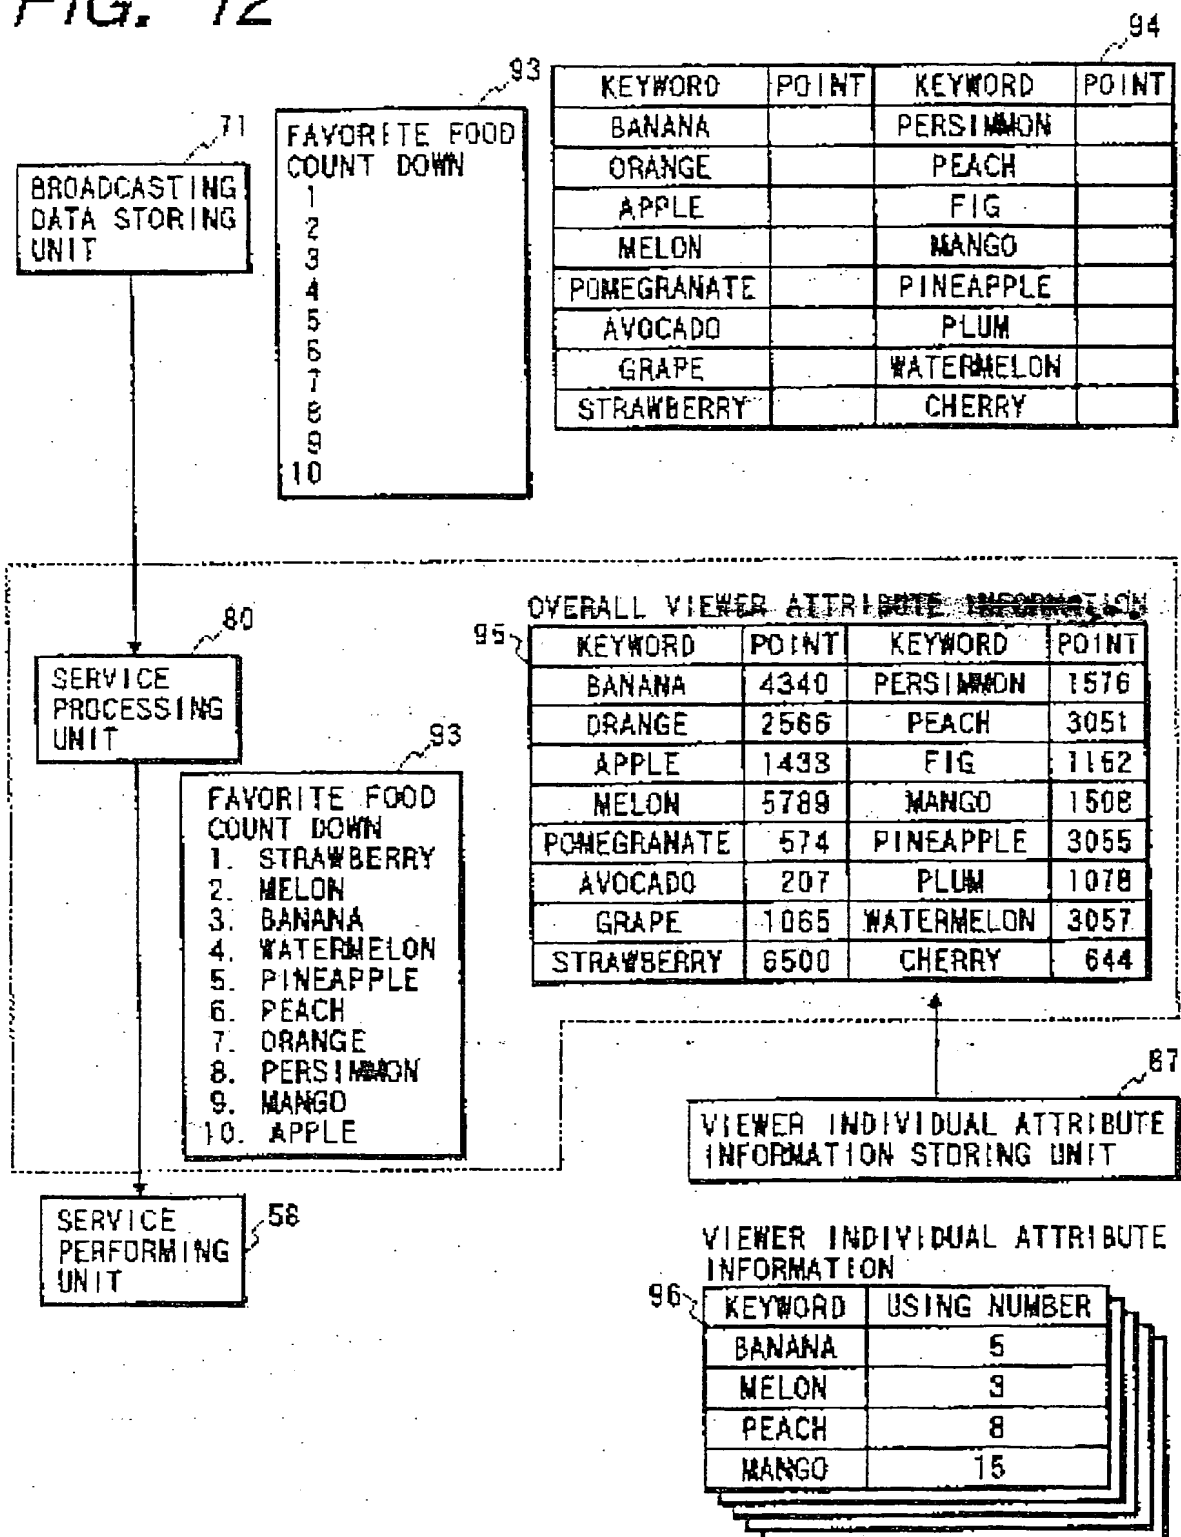 FIG. 12
94
93
KEYWORD POINT KEYWORD POINT
BANANA PERSIMMON
ORANGE PEACH
APPLE FIG
MELON MANGO
POMEGRANATE PINEAPPLE
AVOCADO PLUM
GRAPE WATERMELON
STRAWBERRY CHERRY
71
BROADCASTING
DATA STORING
UNIT
FAVORITE FOOD
COUNT DOWN
1
2
3
4
5
6
7
8
9
10
80
SERVICE
PROCESSING
UNIT
93
FAVORITE FOOD
COUNT DOWN
1. STRAWBERRY
2. MELON
3. BANANA
4. WATERMELON
5. PINEAPPLE
6. PEACH
7. ORANGE
8. PERSIMMON
9. MANGO
10. APPLE
OVERALL VIEWER ATTRIBUTE INFORMATION
95
KEYWORD POINT KEYWORD POINT
BANANA 4340 PERSIMMON 1576
ORANGE 2566 PEACH 3051
APPLE 1433 FIG 1162
MELON 5789 MANGO 1508
POMEGRANATE 574 PINEAPPLE 3055
AVOCADO 207 PLUM 1078
GRAPE 1065 WATERMELON 3057
STRAWBERRY 6500 CHERRY 644
87
VIEWER INDIVIDUAL ATTRIBUTE
INFORMATION STORING UNIT
SERVICE
PERFORMING
UNIT
58
VIEWER INDIVIDUAL ATTRIBUTE
INFORMATION
96
KEYWORD USING NUMBER
BANANA 5
MELON 3
PEACH 8
MANGO 15